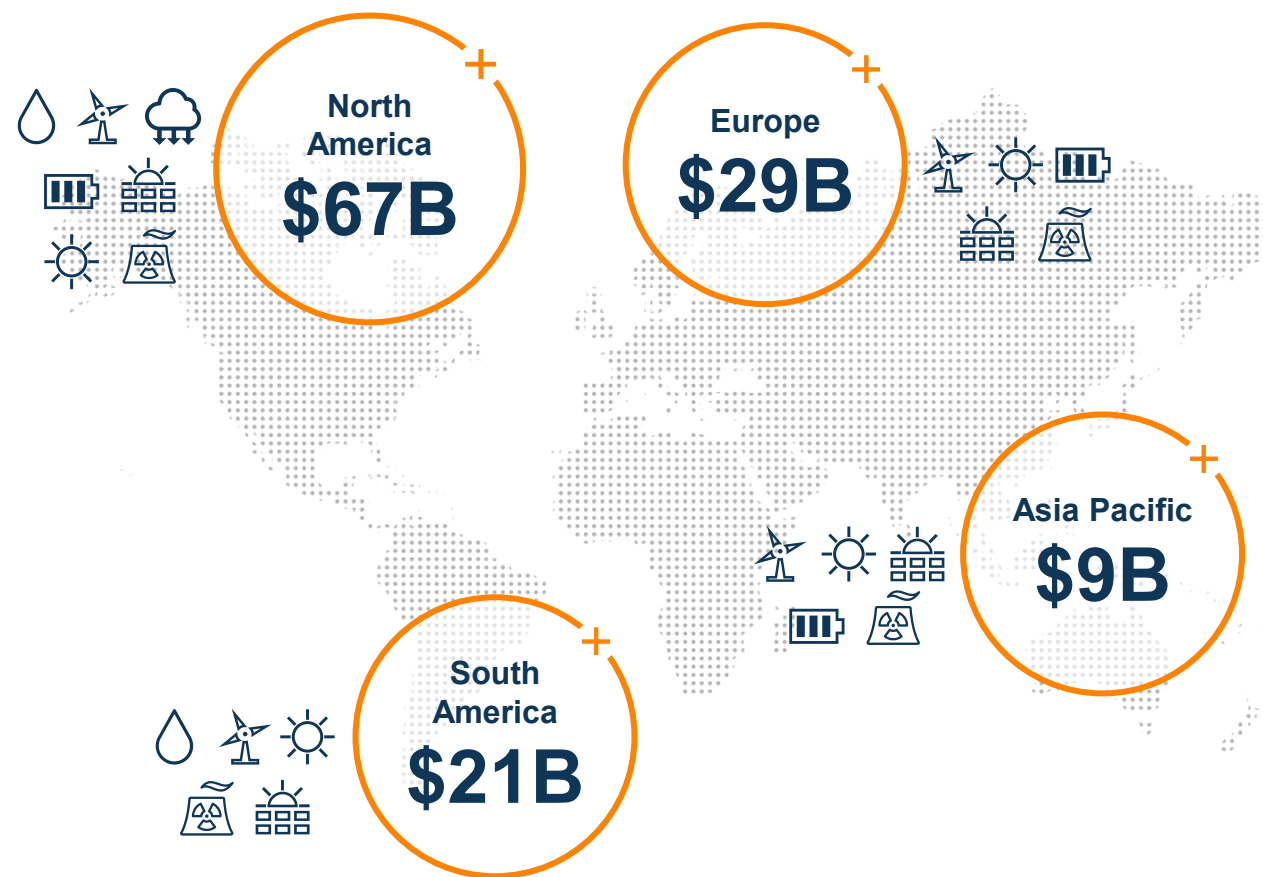 North
America
$67B
Europe
$29B
Asia Pacific
$9B
South
America
$21B